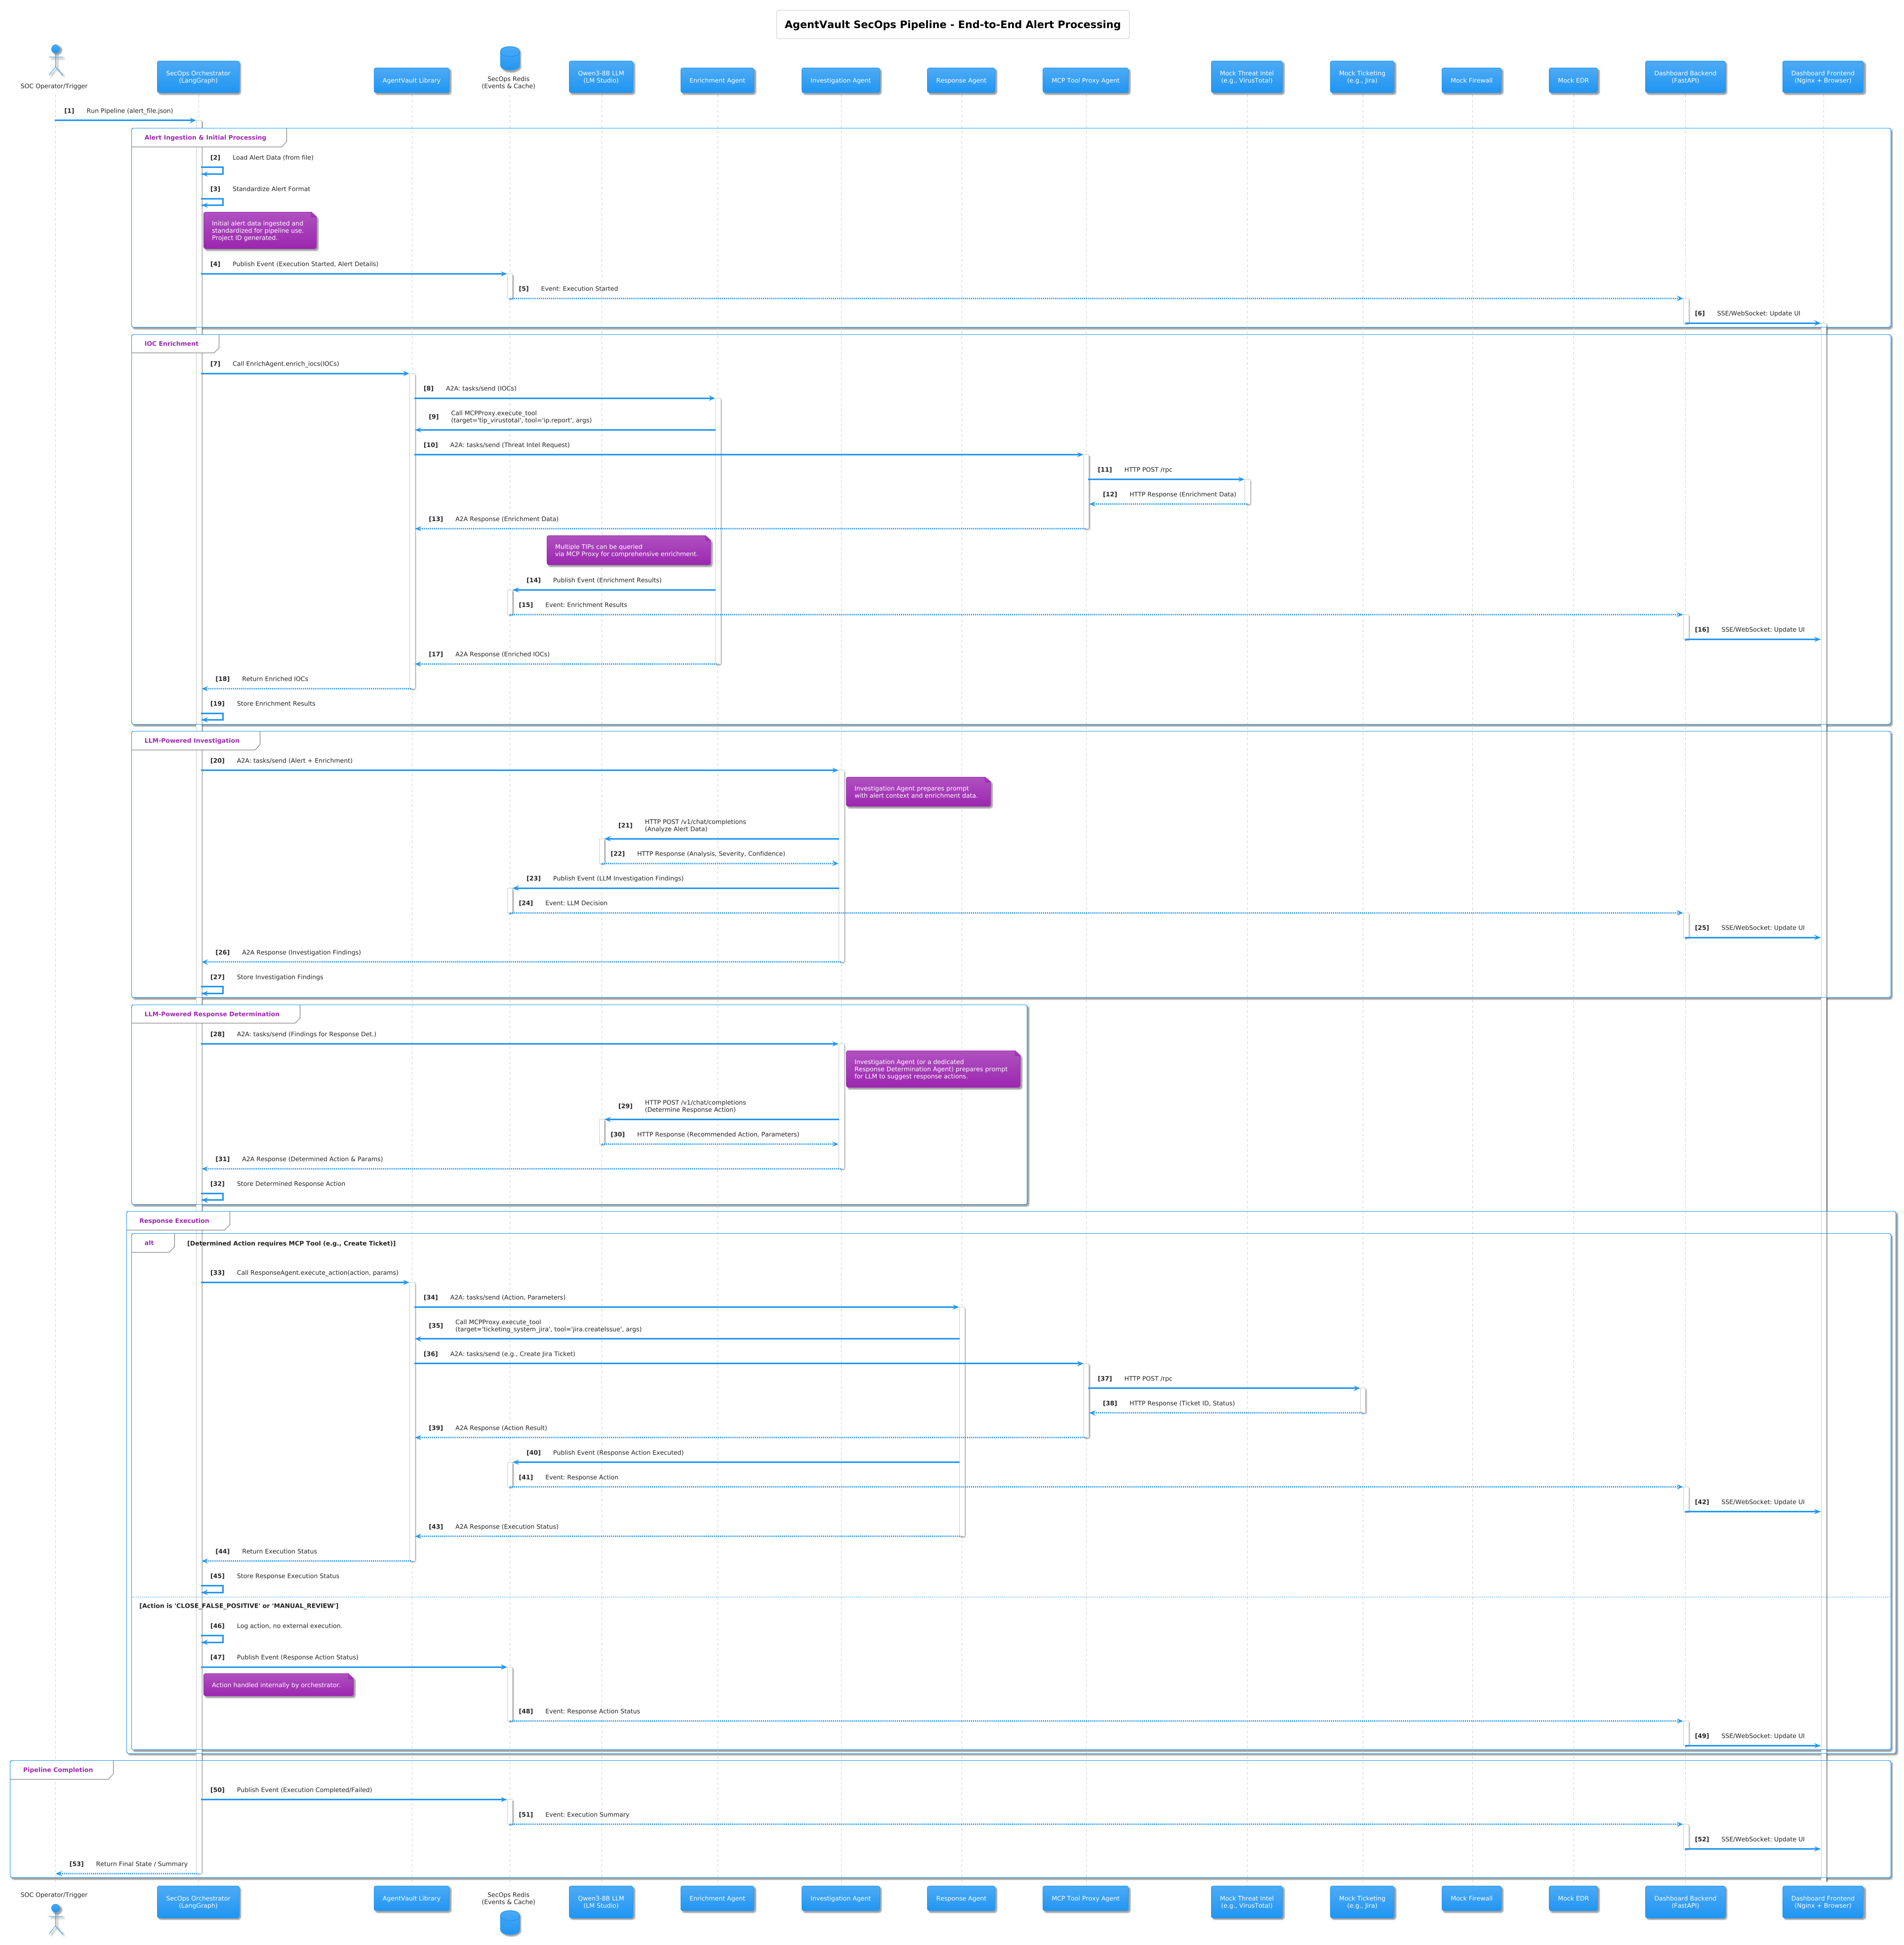 AgentVault SecOps Pipeline - End-to-End Alert Processing
SOC Operator/Trigger
SecOps Orchestrator
(LangGraph)
AgentVault Library
SecOps Redis
(Events & Cache)
Qwen3-8B LLM
(LM Studio)
Enrichment Agent
Investigation Agent
Response Agent
MCP Tool Proxy Agent
Mock Threat Intel
(e.g., VirusTotal)
Mock Ticketing
(e.g., Jira)
Mock Firewall
Mock EDR
Dashboard Backend
(FastAPI)
Dashboard Frontend
(Nginx + Browser)
[1] Run Pipeline (alert_file.json)
Alert Ingestion & Initial Processing
[2] Load Alert Data (from file)
[3] Standardize Alert Format
Initial alert data ingested and
standardized for pipeline use.
Project ID generated.
[4] Publish Event (Execution Started, Alert Details)
[5] Event: Execution Started
[6] SSE/WebSocket: Update UI
IOC Enrichment
[7] Call EnrichAgent.enrich_iocs(IOCs)
[8] A2A: tasks/send (IOCs)
[9] Call MCPProxy.execute_tool
(target='tip_virustotal', tool='ip.report', args)
[10] A2A: tasks/send (Threat Intel Request)
[11] HTTP POST /rpc
[12] HTTP Response (Enrichment Data)
[13] A2A Response (Enrichment Data)
Multiple TIPs can be queried
via MCP Proxy for comprehensive enrichment.
[14] Publish Event (Enrichment Results)
[15] Event: Enrichment Results
[16] SSE/WebSocket: Update UI
[17] A2A Response (Enriched IOCs)
[18] Return Enriched IOCs
[19] Store Enrichment Results
LLM-Powered Investigation
[20] A2A: tasks/send (Alert + Enrichment)
Investigation Agent prepares prompt
with alert context and enrichment data.
[21] HTTP POST /v1/chat/completions
(Analyze Alert Data)
[22] HTTP Response (Analysis, Severity, Confidence)
[23] Publish Event (LLM Investigation Findings)
[24] Event: LLM Decision
[25] SSE/WebSocket: Update UI
[26] A2A Response (Investigation Findings)
[27] Store Investigation Findings
LLM-Powered Response Determination
[28] A2A: tasks/send (Findings for Response Det.)
Investigation Agent (or a dedicated
Response Determination Agent) prepares prompt
for LLM to suggest response actions.
[29] HTTP POST /v1/chat/completions
(Determine Response Action)
[30] HTTP Response (Recommended Action, Parameters)
[31] A2A Response (Determined Action & Params)
[32] Store Determined Response Action
Response Execution
alt [Determined Action requires MCP Tool (e.g., Create Ticket)]
[33] Call ResponseAgent.execute_action(action, params)
[34] A2A: tasks/send (Action, Parameters)
[35] Call MCPProxy.execute_tool
(target='ticketing_system_jira', tool='jira.createIssue', args)
[36] A2A: tasks/send (e.g., Create Jira Ticket)
[37] HTTP POST /rpc
[38] HTTP Response (Ticket ID, Status)
[39] A2A Response (Action Result)
[40] Publish Event (Response Action Executed)
[41] Event: Response Action
[42] SSE/WebSocket: Update UI
[43] A2A Response (Execution Status)
[44] Return Execution Status
[45] Store Response Execution Status
[Action is 'CLOSE_FALSE_POSITIVE' or 'MANUAL_REVIEW']
[46] Log action, no external execution.
[47] Publish Event (Response Action Status)
Action handled internally by orchestrator.
[48] Event: Response Action Status
[49] SSE/WebSocket: Update UI
Pipeline Completion
[50] Publish Event (Execution Completed/Failed)
[51] Event: Execution Summary
[52] SSE/WebSocket: Update UI
[53] Return Final State / Summary
SOC Operator/Trigger
SecOps Orchestrator
(LangGraph)
AgentVault Library
SecOps Redis
(Events & Cache)
Qwen3-8B LLM
(LM Studio)
Enrichment Agent
Investigation Agent
Response Agent
MCP Tool Proxy Agent
Mock Threat Intel
(e.g., VirusTotal)
Mock Ticketing
(e.g., Jira)
Mock Firewall
Mock EDR
Dashboard Backend
(FastAPI)
Dashboard Frontend
(Nginx + Browser)